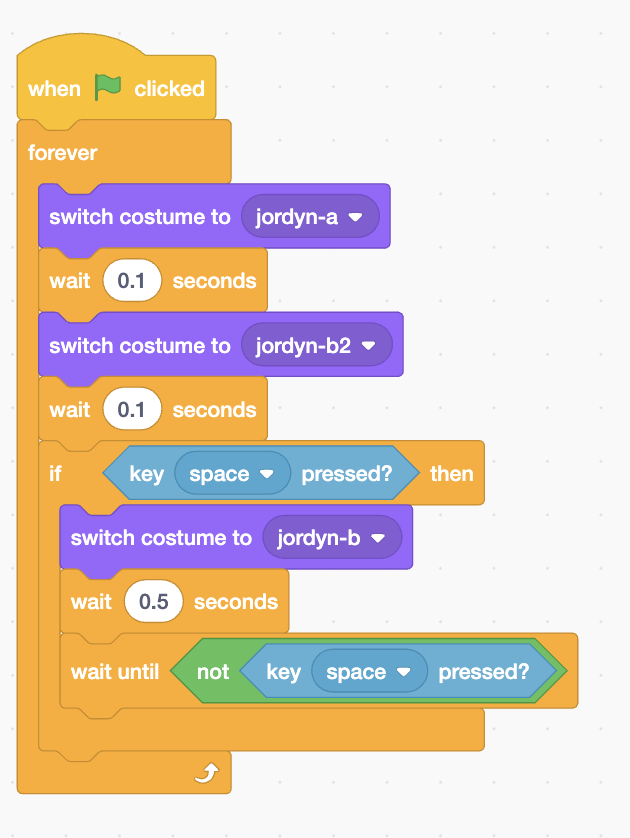 when clicked
forever
switch costume to jordyn-a
wait 0.1 seconds
switch costume to jordyn-b2
wait 0.1 seconds
if key space pressed? then
switch costume to jordyn-b
wait 0.5 seconds
wait until not key space pressed?